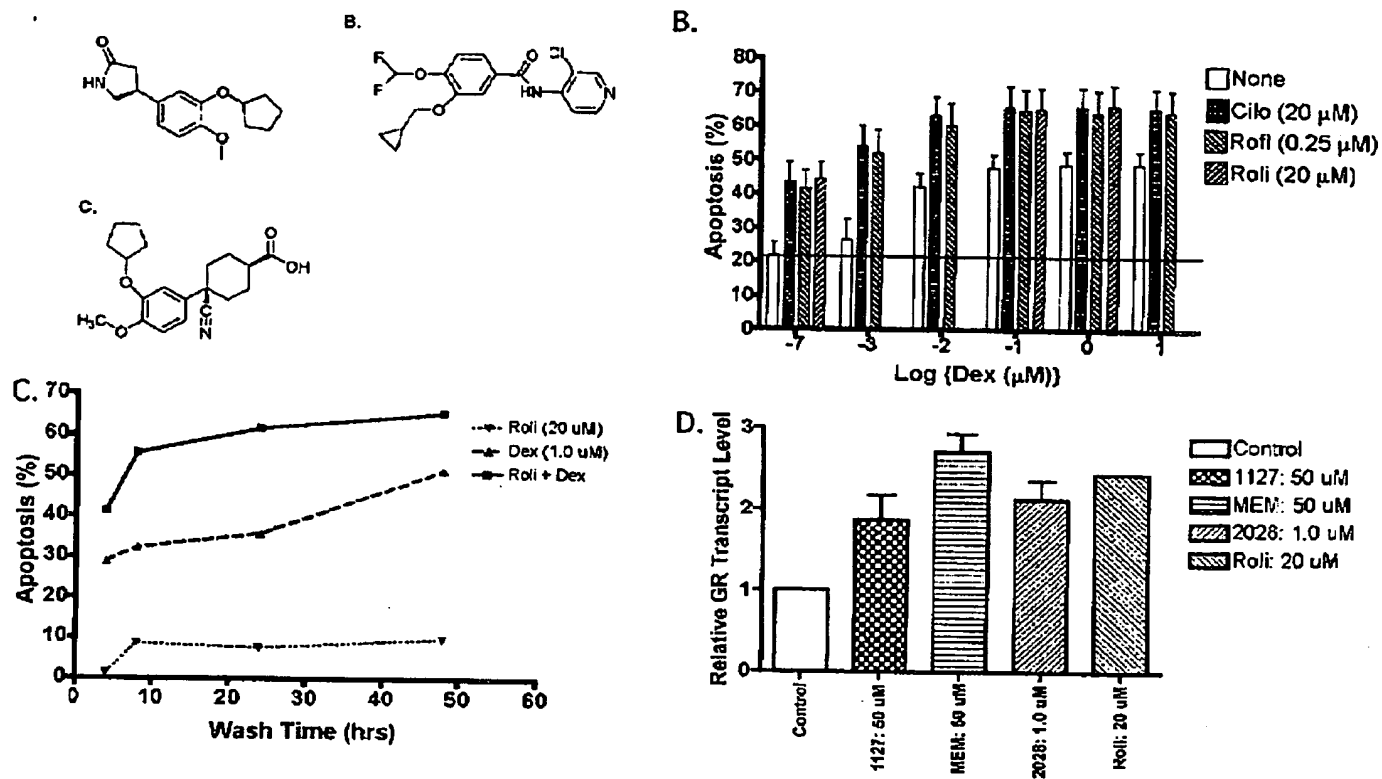 B.
O
HN
O
O
F
F
O
O
O
HN
Cl
N
C.
O
OH
O
H₃C
O
C
N
B.
Apoptosis (%)
80
70
60
50
40
30
20
10
0
-7
-3
-2
-1
0
1
Log {Dex (μM)}
None
Cilo (20 μM)
Rofl (0.25 μM)
Roli (20 μM)
C.
Apoptosis (%)
70
60
50
40
30
20
10
0
0
10
20
30
40
50
60
Wash Time (hrs)
Roli (20 uM)
Dex (1.0 uM)
Roli + Dex
D.
Relative GR Transcript Level
3
2
1
0
Control
1127: 50 uM
MEM: 50 uM
2028: 1.0 uM
Roli: 20 uM
Control
1127: 50 uM
MEM: 50 uM
2028: 1.0 uM
Roli: 20 uM